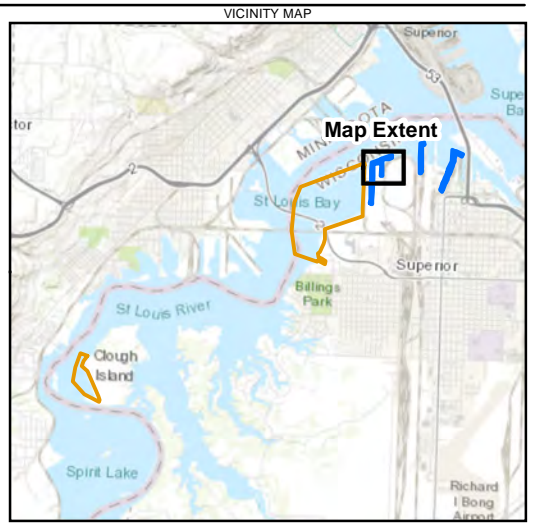 VICINITY MAP
Superior
53
Supe
Ba
tor
MINNESOTA
WISCONSIN
Map Extent
2
St Louis Bay
2
Superior
Billings
Park
St Louis River
Clough
Island
Spirit Lake
Richard
I Bong
Airport